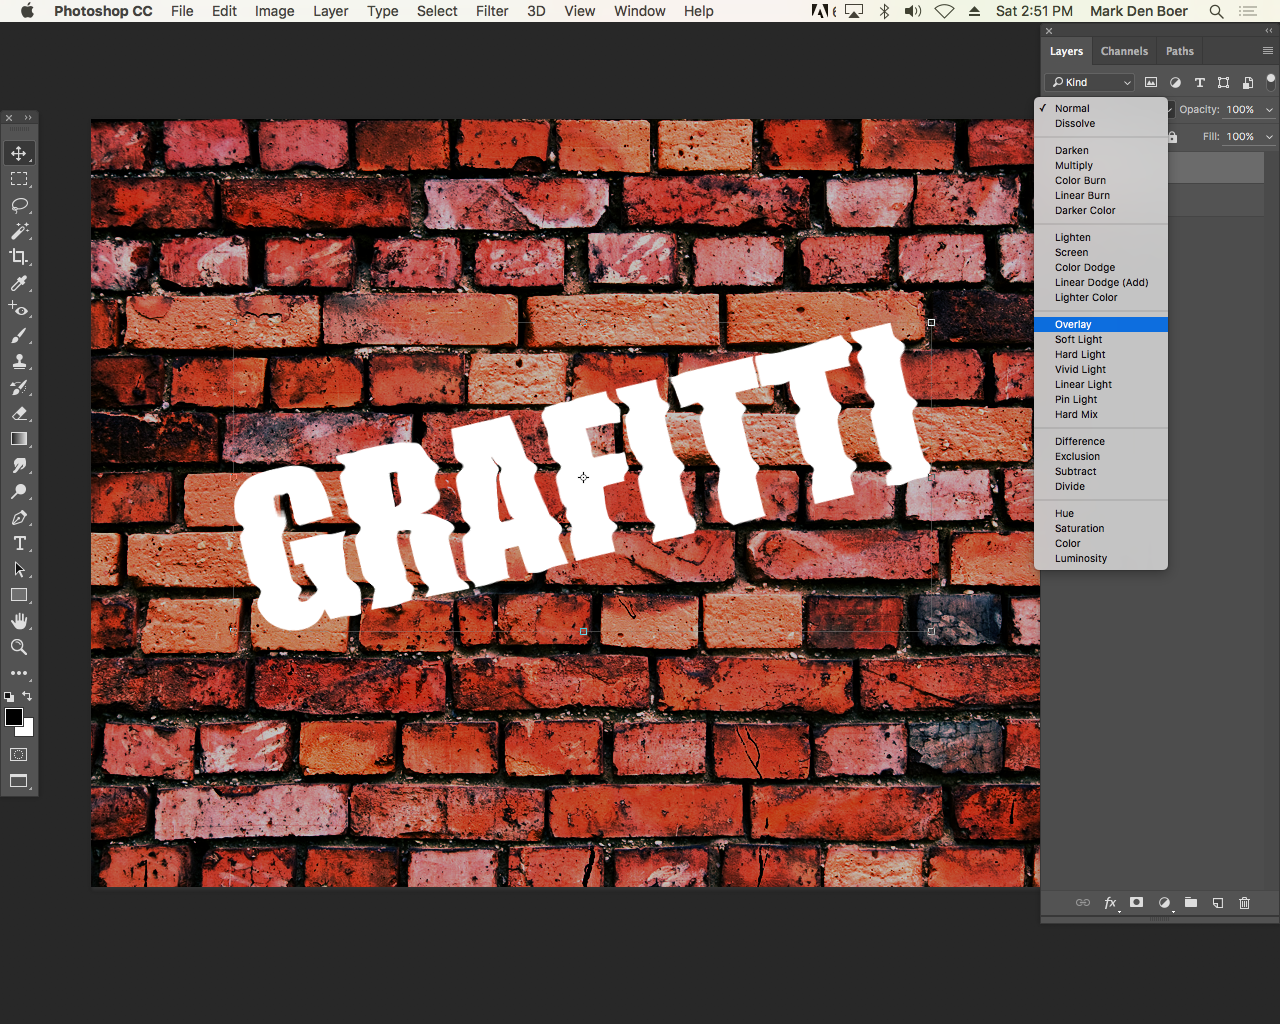 Photoshop CC File Edit Image Layer Type Select Filter 3D View Window Help 6 Sat 2:51 PM Mark Den Boer
Layers Channels Paths
Kind
Normal
Opacity: 100%
Dissolve
Fill: 100%
Darken
Multiply
Color Burn
Linear Burn
Darker Color
Lighten
Screen
Color Dodge
Linear Dodge (Add)
Lighter Color
Overlay
Soft Light
Hard Light
Vivid Light
Linear Light
Pin Light
Hard Mix
Difference
Exclusion
Subtract
Divide
Hue
Saturation
Color
Luminosity
GRAFITTI
fx